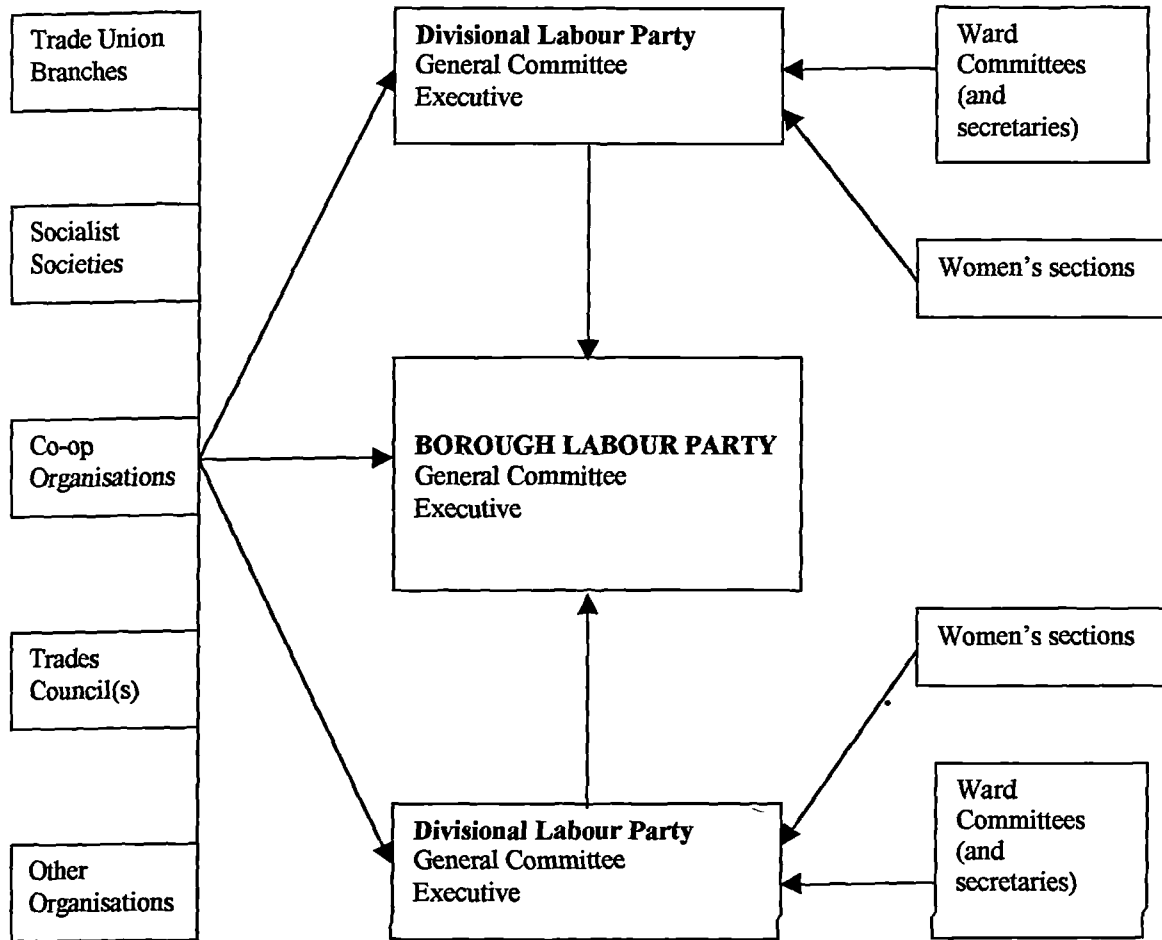 Trade Union
Branches
Socialist
Societies
Co-op
Organisations
Trades
Council(s)
Other
Organisations
Divisional Labour Party
General Committee
Executive
BOROUGH LABOUR PARTY
General Committee
Executive
Divisional Labour Party
General Committee
Executive
Ward
Committees
(and
secretaries)
Women's sections
Women's sections
Ward
Committees
(and
secretaries)